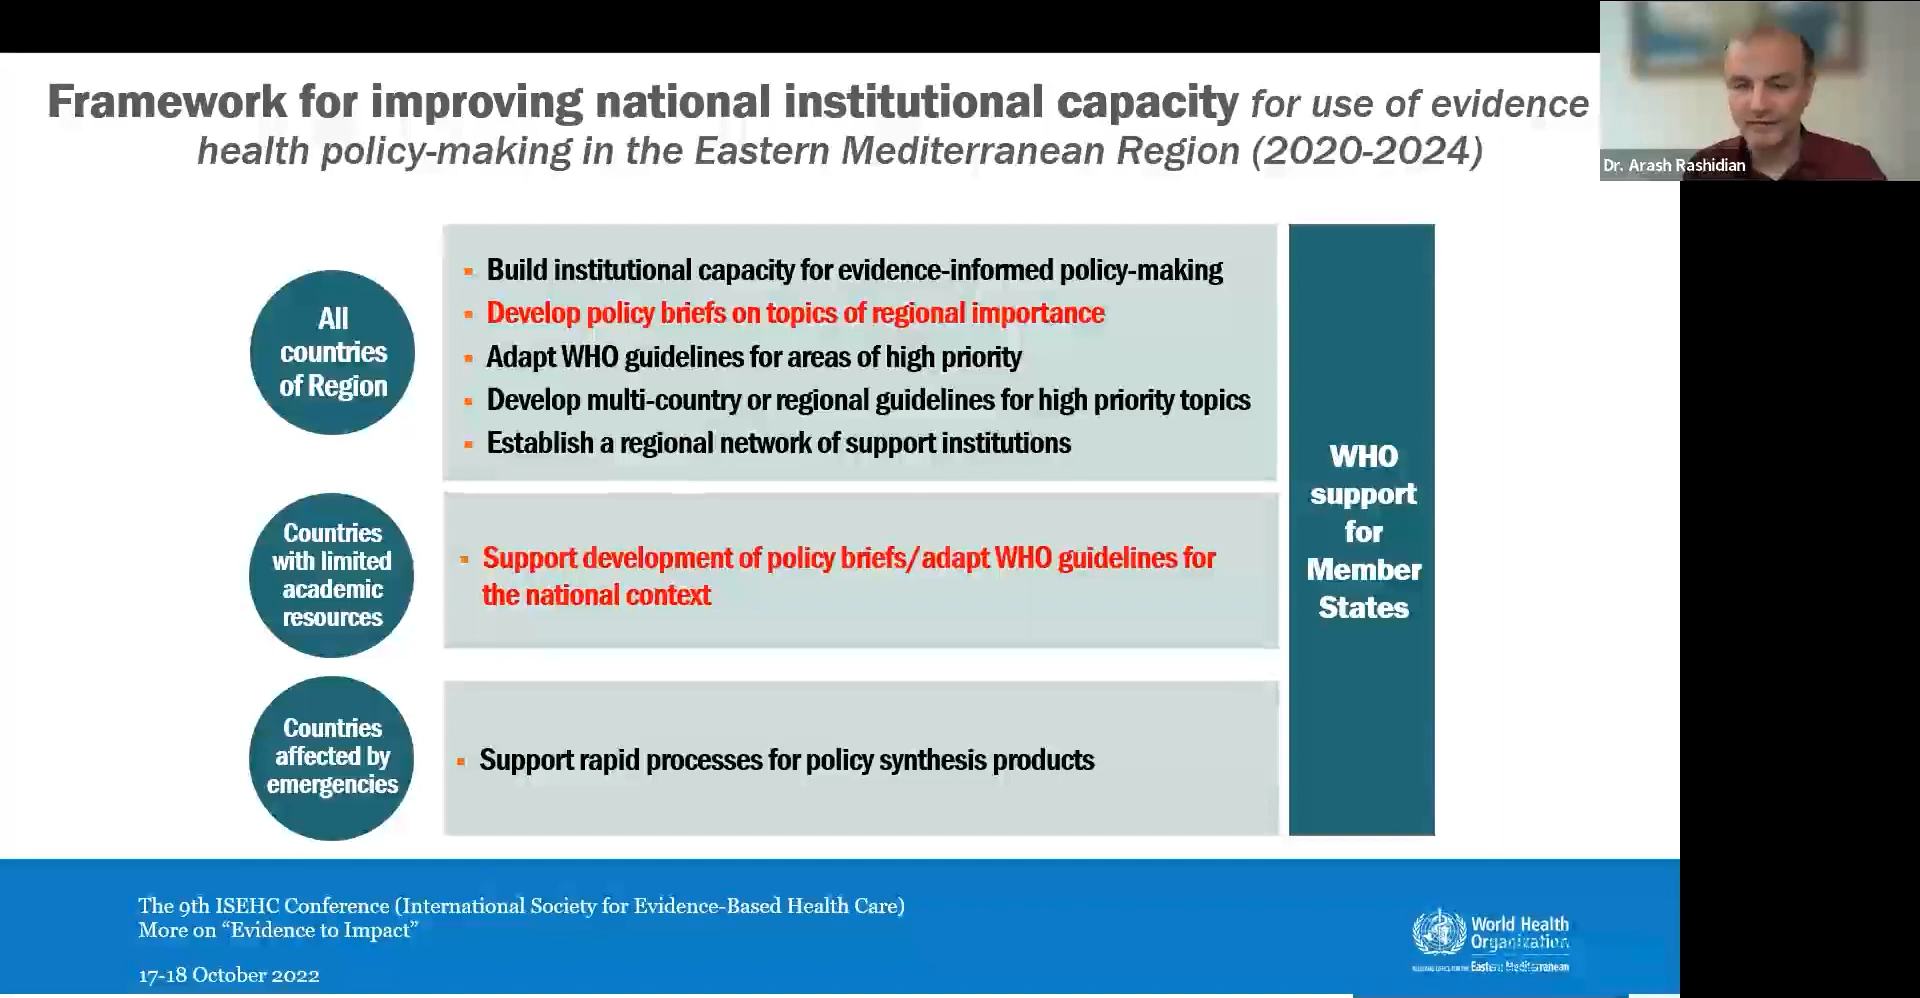 Framework for improving national institutional capacity for use of evidence
health policy-making in the Eastern Mediterranean Region (2020-2024)
Dr. Arash Rashidian
All
countries
of Region
▪ Build institutional capacity for evidence-informed policy-making
▪ Develop policy briefs on topics of regional importance
▪ Adapt WHO guidelines for areas of high priority
▪ Develop multi-country or regional guidelines for high priority topics
▪ Establish a regional network of support institutions
Countries
with limited
academic
resources
▪ Support development of policy briefs/adapt WHO guidelines for
the national context
Countries
affected by
emergencies
▪ Support rapid processes for policy synthesis products
WHO
support
for
Member
States
The 9th ISEHC Conference (International Society for Evidence-Based Health Care)
More on “Evidence to Impact”
17-18 October 2022
World Health
Organization
REGIONAL OFFICE FOR THE Eastern Mediterranean